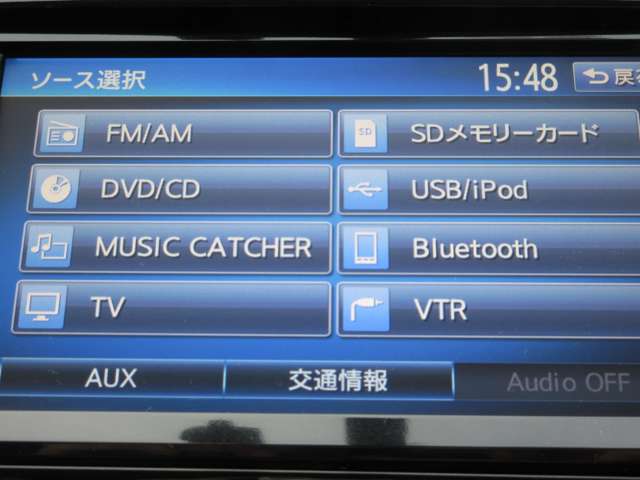 ソース選択 15:48 戻
FM/AM SDメモリーカード
DVD/CD USB/iPod
MUSIC CATCHER Bluetooth
TV VTR
AUX 交通情報 Audio OFF